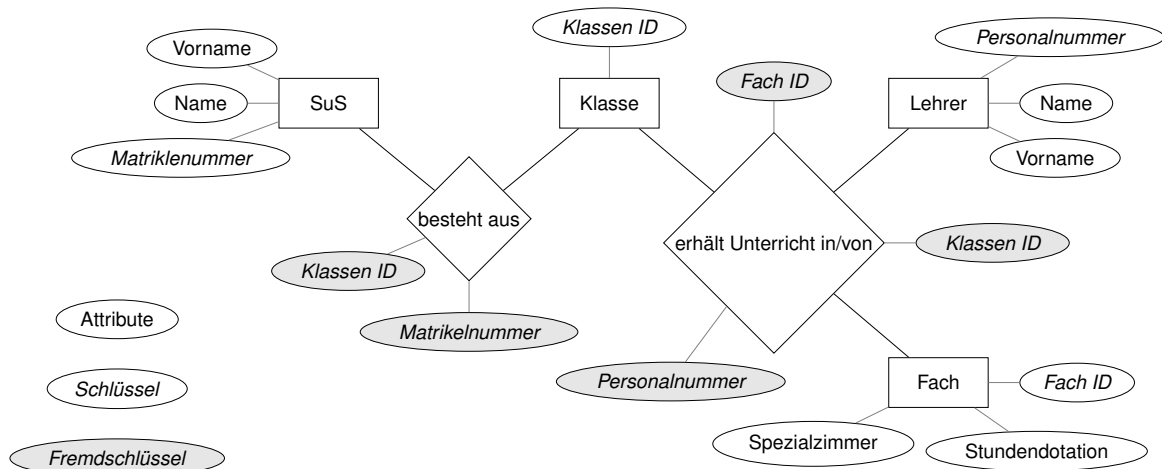 Klassen ID
Personalnummer
Vorname
Fach ID
Name
SuS
Klasse
Lehrer
Name
Matriklenummer
Vorname
besteht aus
erhält Unterricht in/von
Klassen ID
Klassen ID
Attribute
Matrikelnummer
Personalnummer
Fach
Fach ID
Schlüssel
Spezialzimmer
Stundendotation
Fremdschlüssel